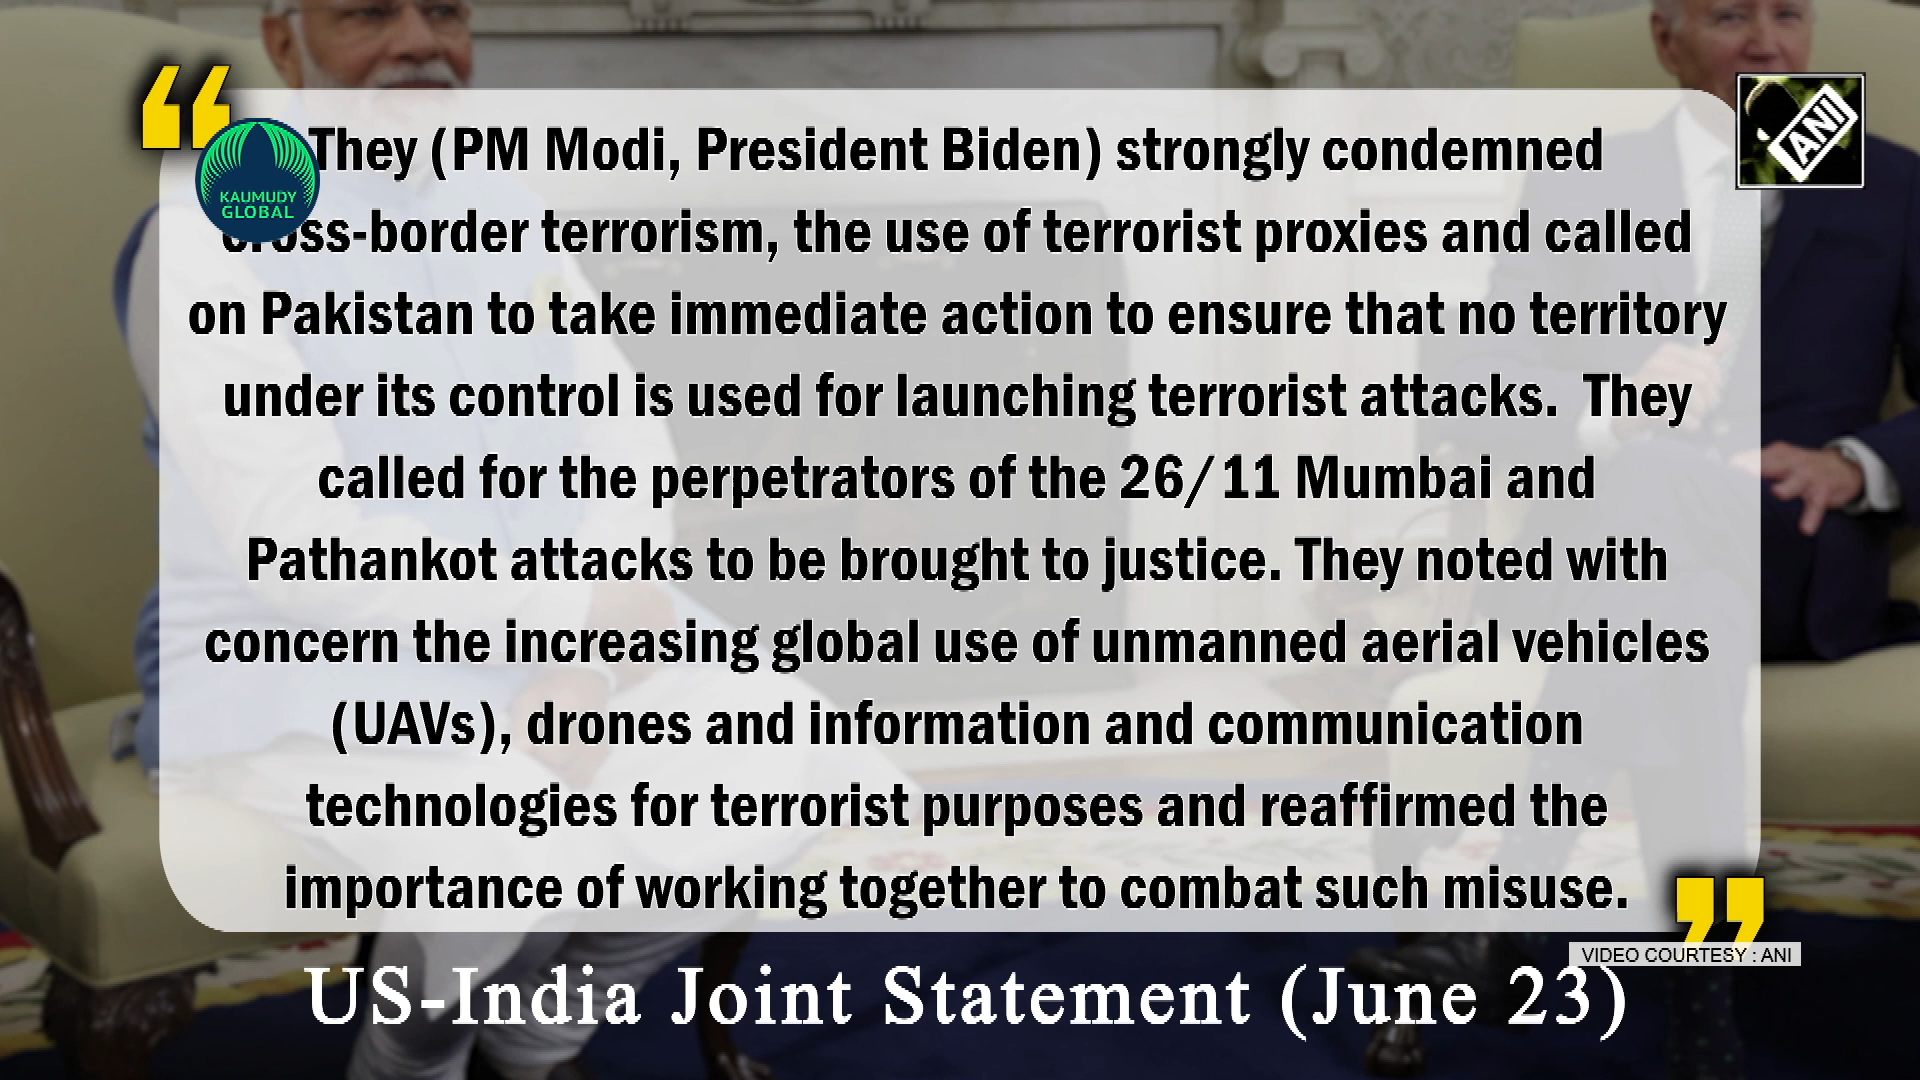 “
They (PM Modi, President Biden) strongly condemned
cross-border terrorism, the use of terrorist proxies and called
on Pakistan to take immediate action to ensure that no territory
under its control is used for launching terrorist attacks. They
called for the perpetrators of the 26/11 Mumbai and
Pathankot attacks to be brought to justice. They noted with
concern the increasing global use of unmanned aerial vehicles
(UAVs), drones and information and communication
technologies for terrorist purposes and reaffirmed the
importance of working together to combat such misuse.
”
KAUMUDY
GLOBAL
ANI
VIDEO COURTESY : ANI
US-India Joint Statement (June 23)